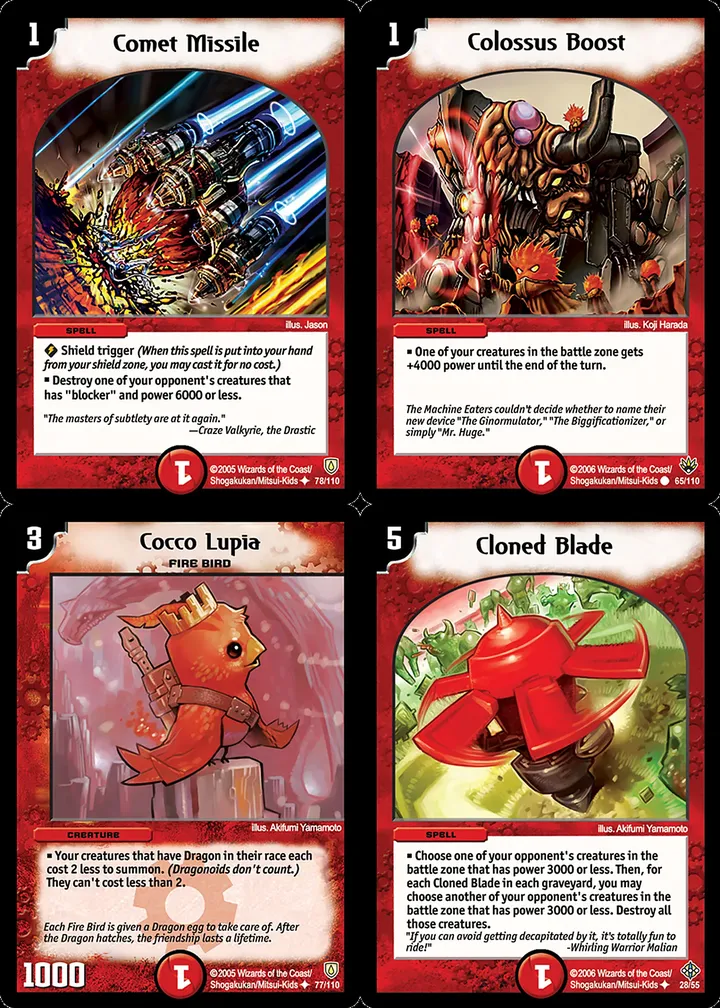 1
Comet Missile
illus. Jason
SPELL
Shield trigger (When this spell is put into your hand
from your shield zone, you may cast it for no cost.)
▪ Destroy one of your opponent's creatures that
has "blocker" and power 6000 or less.
"The masters of subtlety are at it again."
—Craze Valkyrie, the Drastic
1
©2005 Wizards of the Coast/
Shogakukan/Mitsui-Kids 78/110
1
Colossus Boost
illus. Koji Harada
SPELL
▪ One of your creatures in the battle zone gets
+4000 power until the end of the turn.
The Machine Eaters couldn't decide whether to name their
new device "The Ginormulator," "The Biggificationizer," or
simply "Mr. Huge."
1
©2006 Wizards of the Coast/
Shogakukan/Mitsui-Kids 65/110
3
Cocco Lupia
FIRE BIRD
illus. Akifumi Yamamoto
CREATURE
▪ Your creatures that have Dragon in their race each
cost 2 less to summon. (Dragonoids don't count.)
They can't cost less than 2.
Each Fire Bird is given a Dragon egg to take care of. After
the Dragon hatches, the friendship lasts a lifetime.
1000
1
©2005 Wizards of the Coast/
Shogakukan/Mitsui-Kids 77/110
5
Cloned Blade
illus. Akifumi Yamamoto
SPELL
▪ Choose one of your opponent's creatures in the
battle zone that has power 3000 or less. Then, for
each Cloned Blade in each graveyard, you may
choose another of your opponent's creatures in the
battle zone that has power 3000 or less. Destroy all
those creatures.
"If you can avoid getting decapitated by it, it's totally fun to
ride!" -Whirling Warrior Malian
1
©2006 Wizards of the Coast/
Shogakukan/Mitsui-Kids 28/55